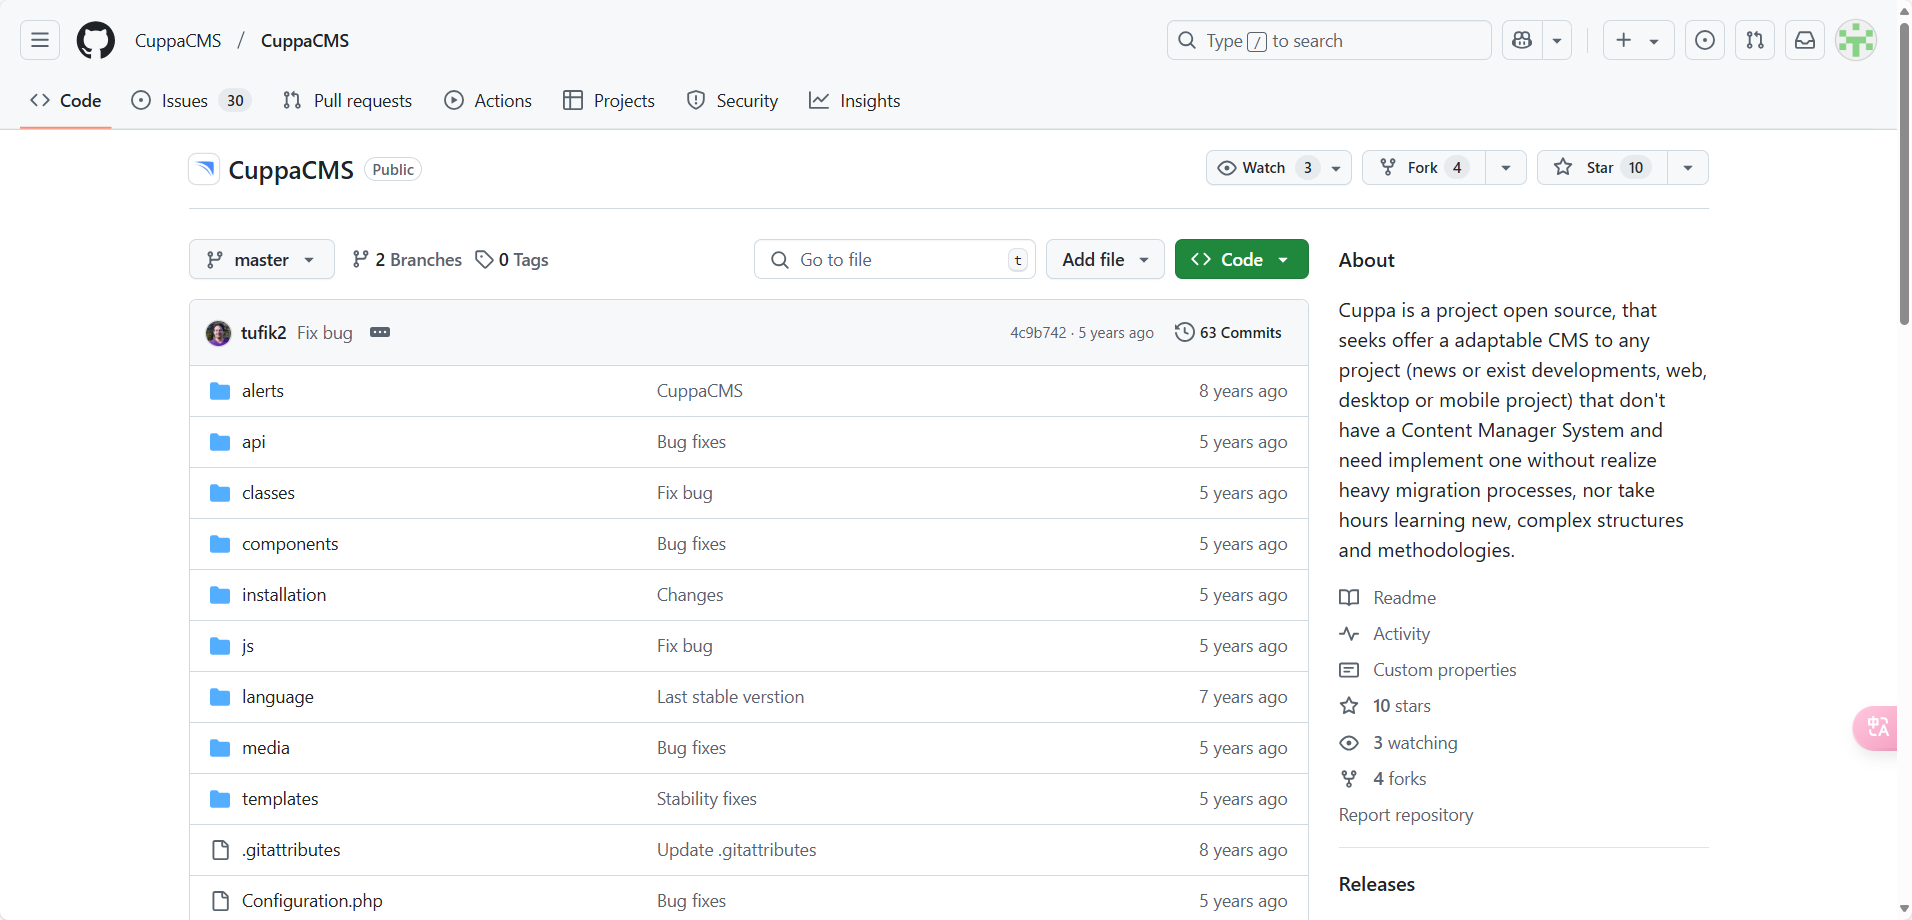 CuppaCMS / CuppaCMS
Type / to search
Code
Issues 30
Pull requests
Actions
Projects
Security
Insights
CuppaCMS Public
Watch 3
Fork 4
Star 10
master
2 Branches
0 Tags
Go to file t
Add file
Code
tufik2 Fix bug 4c9b742 · 5 years ago 63 Commits
alerts CuppaCMS 8 years ago
api Bug fixes 5 years ago
classes Fix bug 5 years ago
components Bug fixes 5 years ago
installation Changes 5 years ago
js Fix bug 5 years ago
language Last stable verstion 7 years ago
media Bug fixes 5 years ago
templates Stability fixes 5 years ago
.gitattributes Update .gitattributes 8 years ago
Configuration.php Bug fixes 5 years ago
About
Cuppa is a project open source, that
seeks offer a adaptable CMS to any
project (news or exist developments, web,
desktop or mobile project) that don't
have a Content Manager System and
need implement one without realize
heavy migration processes, nor take
hours learning new, complex structures
and methodologies.
Readme
Activity
Custom properties
10 stars
3 watching
4 forks
Report repository
Releases
中A